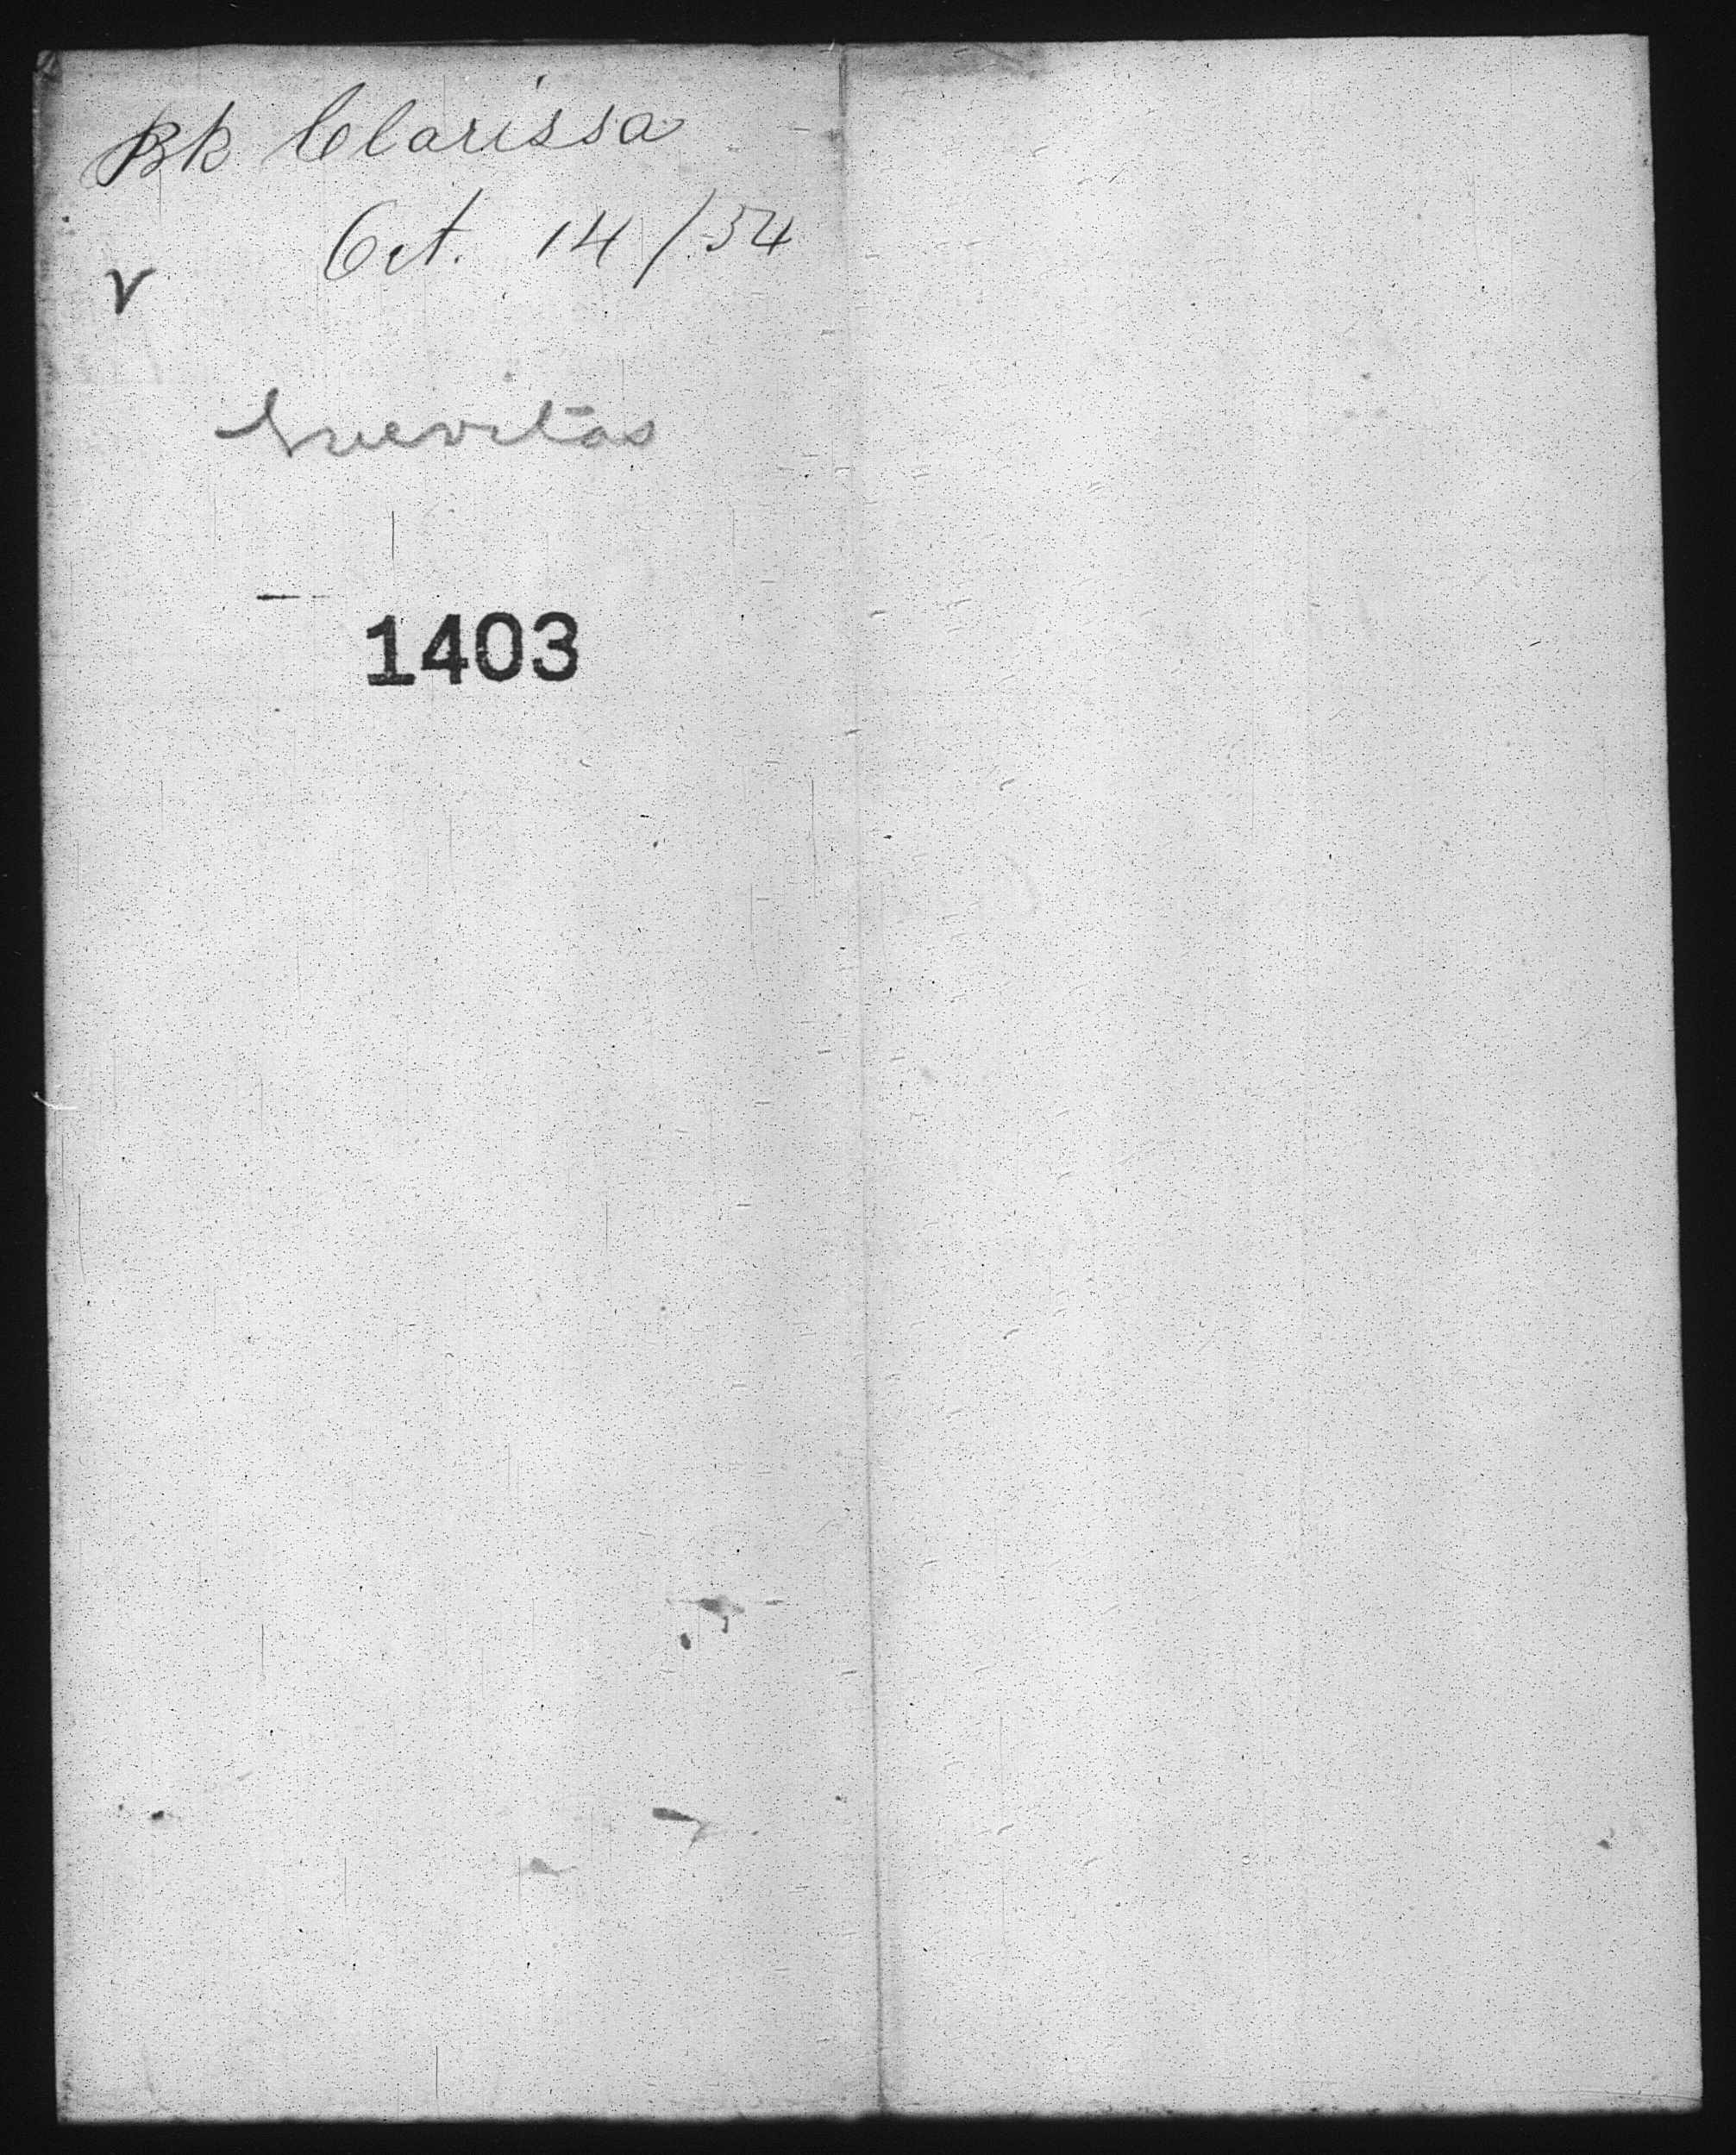 Bk Clarissa
Oct. 14/54
v
Nuevitas
1403